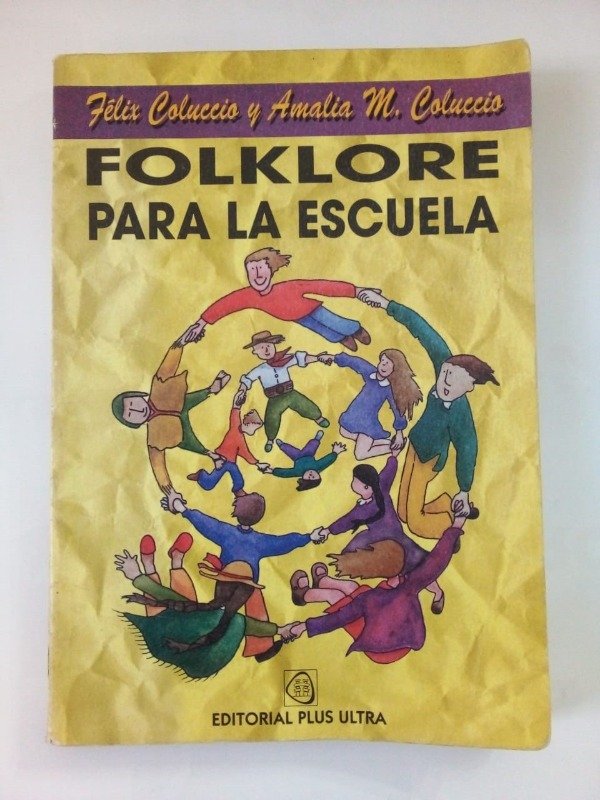 Félix Coluccio y Amalia M. Coluccio
FOLKLORE
PARA LA ESCUELA
EDITORIAL PLUS ULTRA